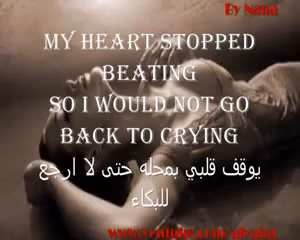 By Nana
MY HEART STOPPED
BEATING
SO I WOULD NOT GO
BACK TO CRYING
يوقف قلبي بمحله حتى لا ارجع
للبكاء